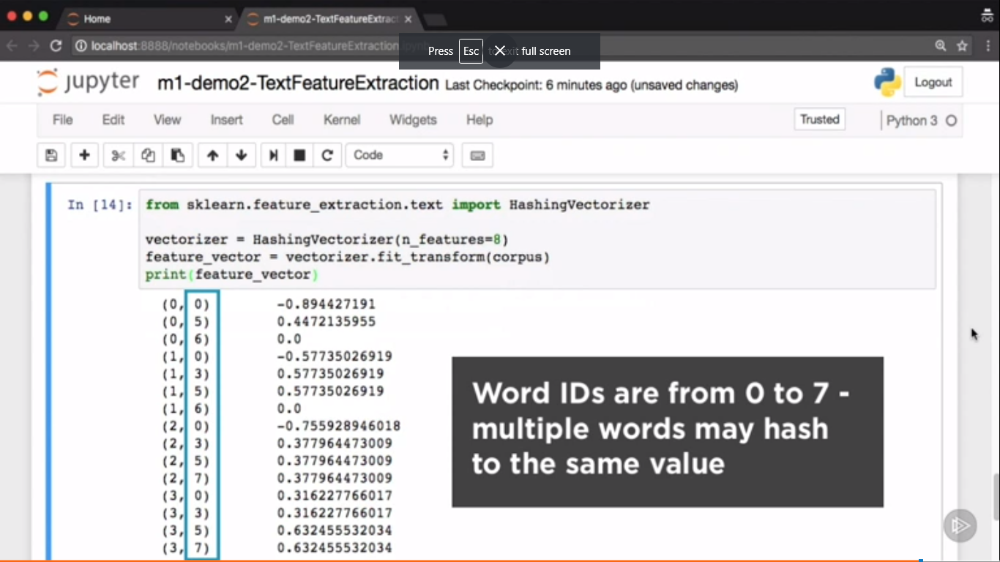 Home
m1-demo2-TextFeatureExtract
localhost:8888/notebooks/m1-demo2-TextFeatureExtraction.ipynb
Press Esc to exit full screen
jupyter m1-demo2-TextFeatureExtraction Last Checkpoint: 6 minutes ago (unsaved changes)
Logout
File Edit View Insert Cell Kernel Widgets Help
Trusted
Python 3
Code
In [14]: from sklearn.feature_extraction.text import HashingVectorizer
vectorizer = HashingVectorizer(n_features=8)
feature_vector = vectorizer.fit_transform(corpus)
print(feature_vector)
(0, 0) -0.894427191
(0, 5) 0.4472135955
(0, 6) 0.0
(1, 0) -0.57735026919
(1, 3) 0.57735026919
(1, 5) 0.57735026919
(1, 6) 0.0
(2, 0) -0.755928946018
(2, 3) 0.377964473009
(2, 5) 0.377964473009
(2, 7) 0.377964473009
(3, 0) 0.316227766017
(3, 3) 0.316227766017
(3, 5) 0.632455532034
(3, 7) 0.632455532034
Word IDs are from 0 to 7 -
multiple words may hash
to the same value